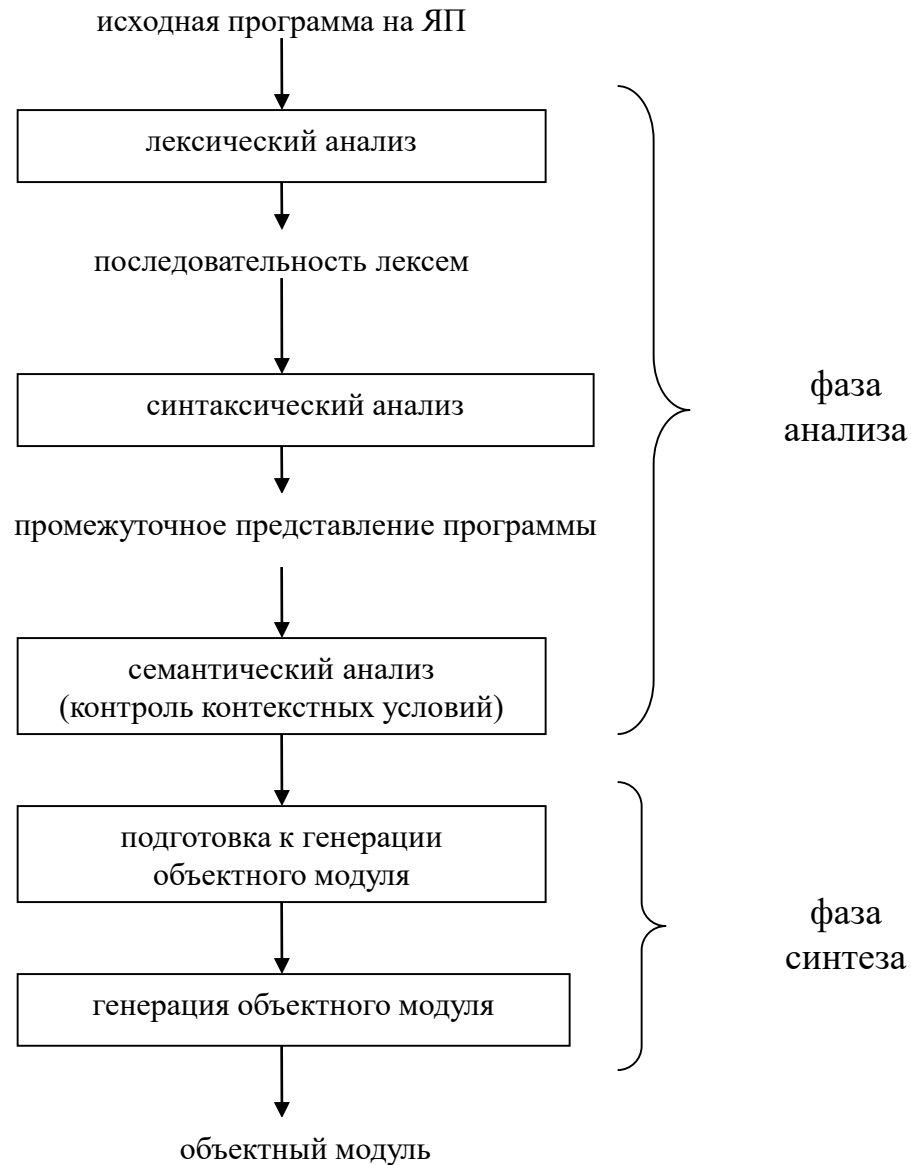 исходная программа на ЯП
лексический анализ
последовательность лексем
синтаксический анализ
промежуточное представление программы
семантический анализ
(контроль контекстных условий)
фаза
анализа
подготовка к генерации
объектного модуля
генерация объектного модуля
фаза
синтеза
объектный модуль